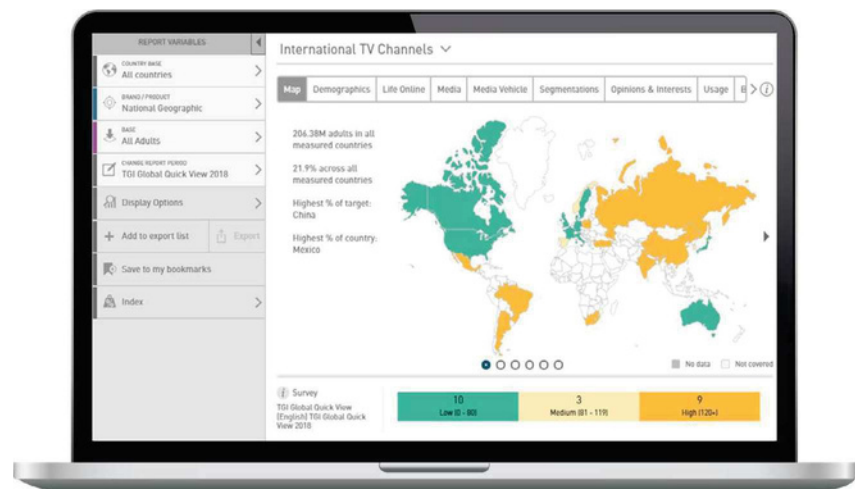 REPORT VARIABLES
COUNTRY BASE
All countries
BRAND / PRODUCT
National Geographic
BASE
All Adults
CHANGE REPORT PERIOD
TGI Global Quick View 2018
Display Options
Add to export list
Export
Save to my bookmarks
Index
International TV Channels
Map
Demographics
Life Online
Media
Media Vehicle
Segmentations
Opinions & Interests
Usage
206.38M adults in all
measured countries
21.9% across all
measured countries
Highest % of target:
China
Highest % of country:
Mexico
No data
Not covered
Survey
TGI Global Quick View
(English) TGI Global Quick
View 2018
10
Low (0 - 80)
3
Medium (81 - 119)
9
High (120+)